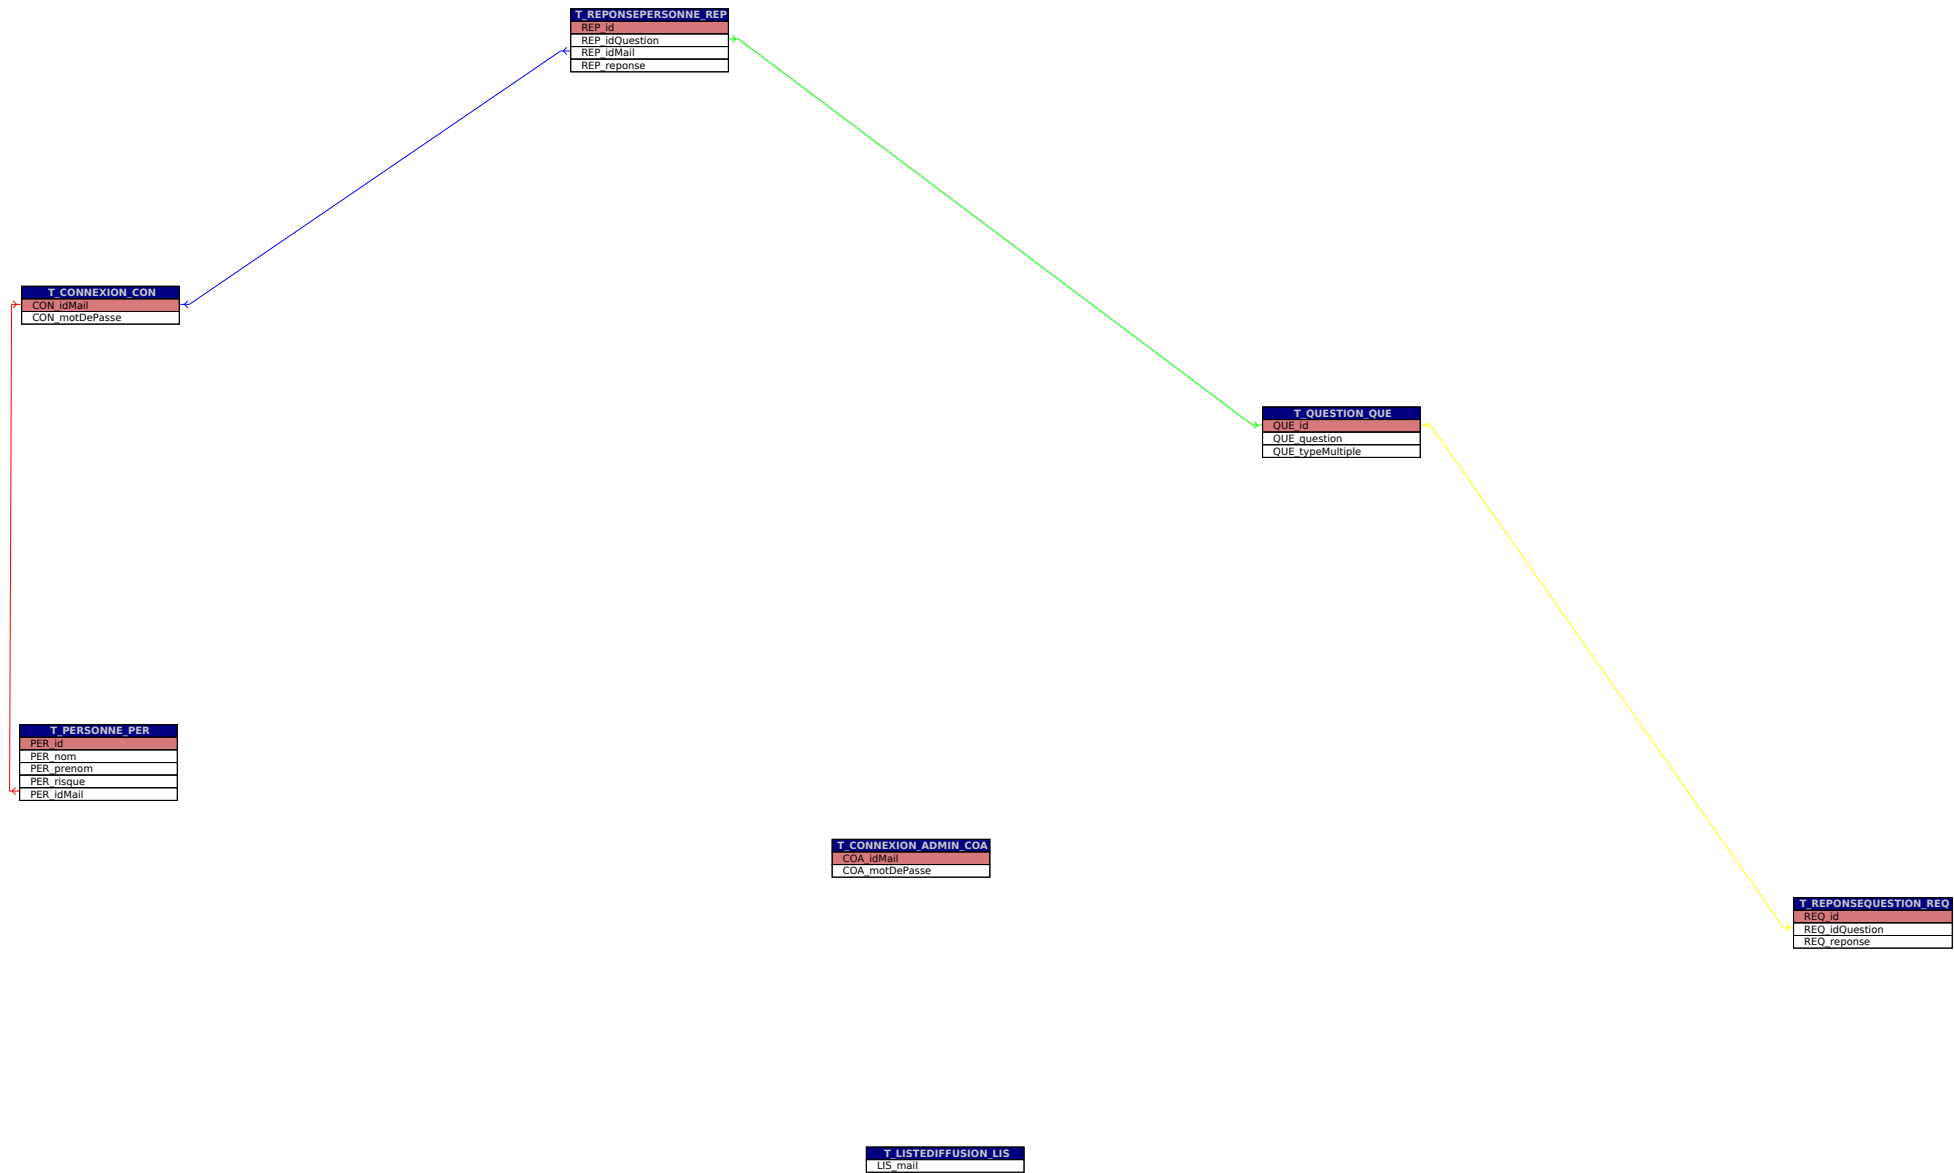 T_REPONSEPERSONNE_REP
REP_id
REP_idQuestion
REP_idMail
REP_reponse
T_CONNEXION_CON
CON_idMail
CON_motDePasse
T_QUESTION_QUE
QUE_id
QUE_question
QUE_typeMultiple
T_PERSONNE_PER
PER_id
PER_nom
PER_prenom
PER_risque
PER_idMail
T_CONNEXION_ADMIN_COA
COA_idMail
COA_motDePasse
T_REPONSEQUESTION_REQ
REQ_id
REQ_idQuestion
REQ_reponse
T_LISTEDIFFUSION_LIS
LIS_mail